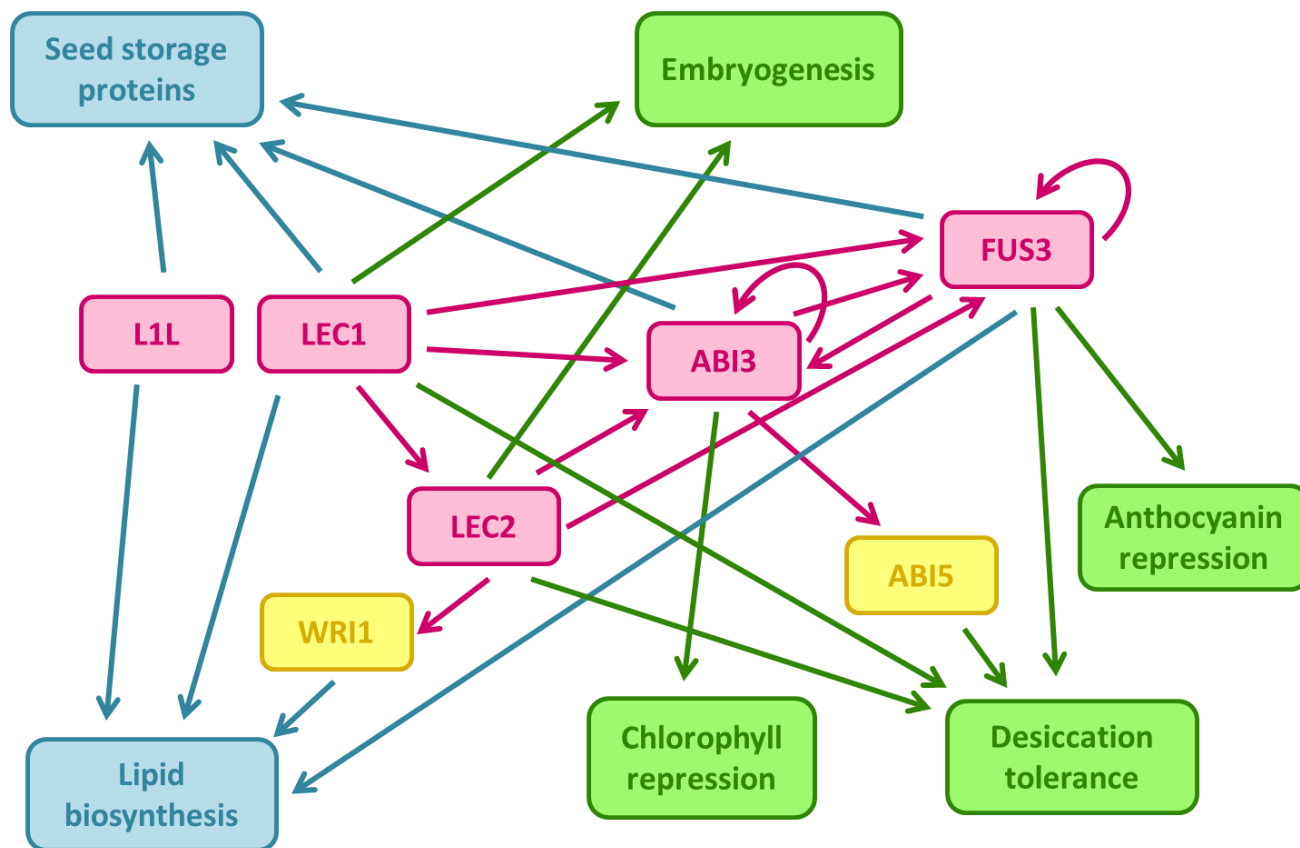 Seed storage
proteins
Embryogenesis
FUS3
L1L
LEC1
ABI3
LEC2
Anthocyanin
repression
ABI5
WRI1
Chlorophyll
repression
Desiccation
tolerance
Lipid
biosynthesis